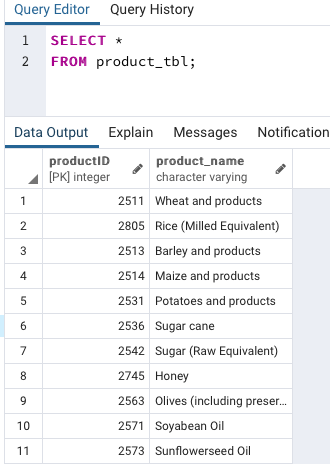 Query Editor Query History
1 SELECT *
2 FROM product_tbl;
Data Output Explain Messages Notification
productID product_name
[PK] integer character varying
1 2511 Wheat and products
2 2805 Rice (Milled Equivalent)
3 2513 Barley and products
4 2514 Maize and products
5 2531 Potatoes and products
6 2536 Sugar cane
7 2542 Sugar (Raw Equivalent)
8 2745 Honey
9 2563 Olives (including preser...
10 2571 Soyabean Oil
11 2573 Sunflowerseed Oil